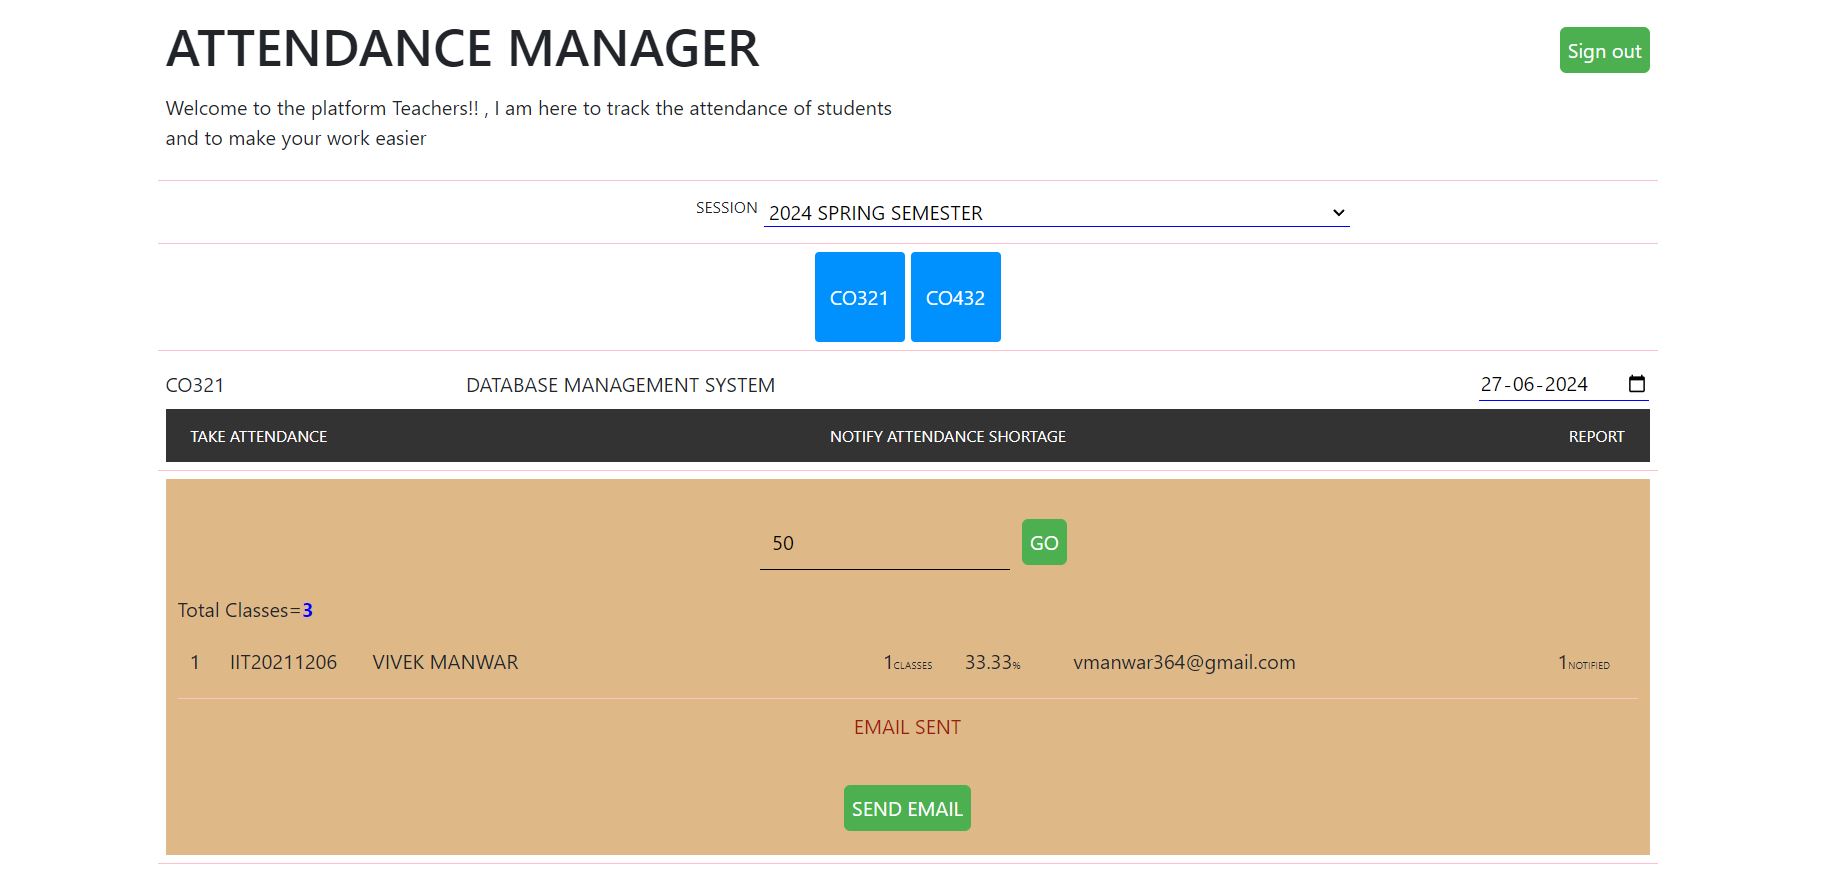 ATTENDANCE MANAGER
Sign out
Welcome to the platform Teachers!! , I am here to track the attendance of students
and to make your work easier
SESSION 2024 SPRING SEMESTER
CO321 CO432
CO321 DATABASE MANAGEMENT SYSTEM 27-06-2024
TAKE ATTENDANCE NOTIFY ATTENDANCE SHORTAGE REPORT
50 GO
Total Classes=3
1 IIT20211206 VIVEK MANWAR 1CLASSES 33.33% vmanwar364@gmail.com 1NOTIFIED
EMAIL SENT
SEND EMAIL